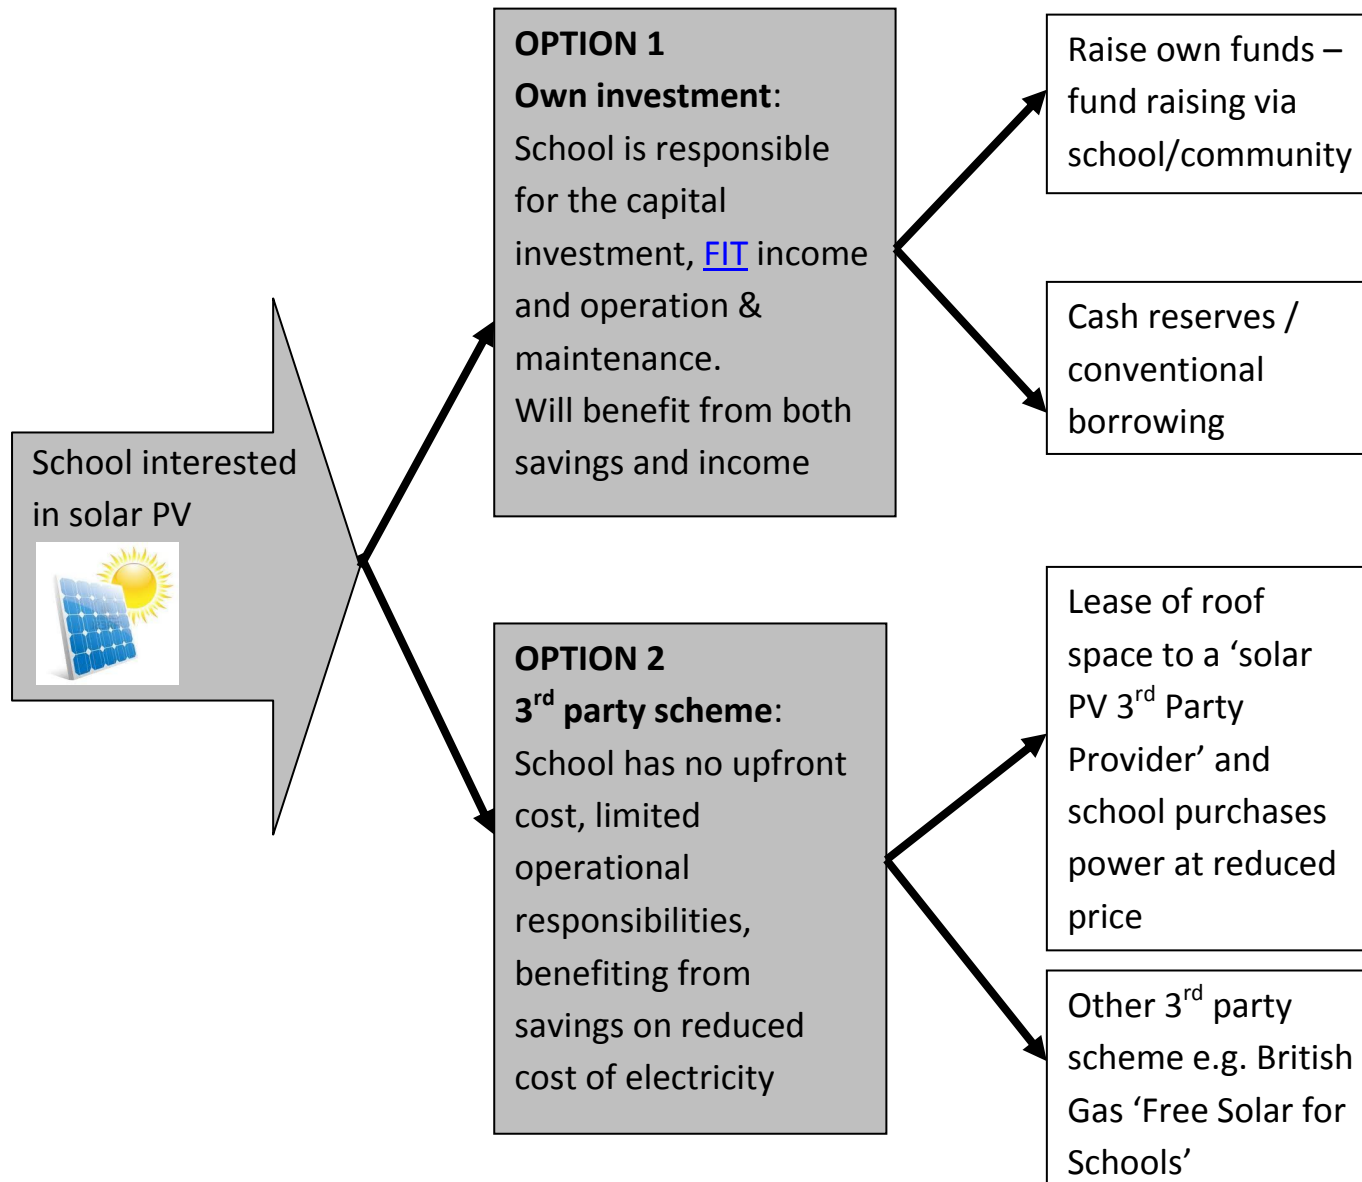 School interested
in solar PV
OPTION 1
Own investment:
School is responsible
for the capital
investment, FIT income
and operation &
maintenance.
Will benefit from both
savings and income
Raise own funds –
fund raising via
school/community
Cash reserves /
conventional
borrowing
OPTION 2
3rd party scheme:
School has no upfront
cost, limited
operational
responsibilities,
benefiting from
savings on reduced
cost of electricity
Lease of roof
space to a ‘solar
PV 3rd Party
Provider’ and
school purchases
power at reduced
price
Other 3rd party
scheme e.g. British
Gas ‘Free Solar for
Schools’